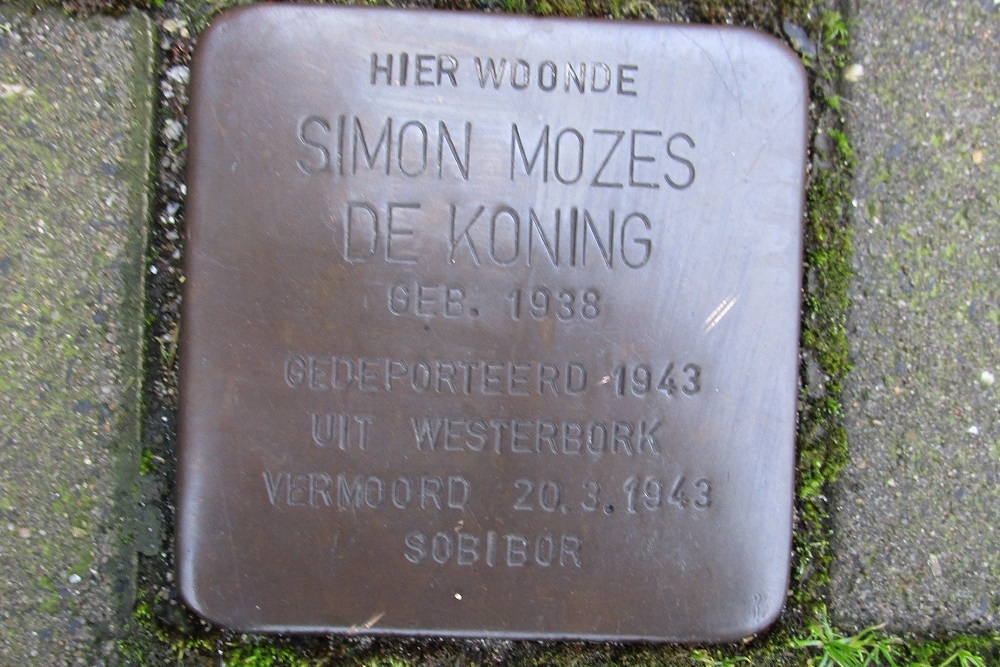 HIER WOONDE
SIMON MOZES
DE KONING
GEB. 1938
GEDEPORTEERD 1943
UIT WESTERBORK
VERMOORD 20.3.1943
SOBIBOR